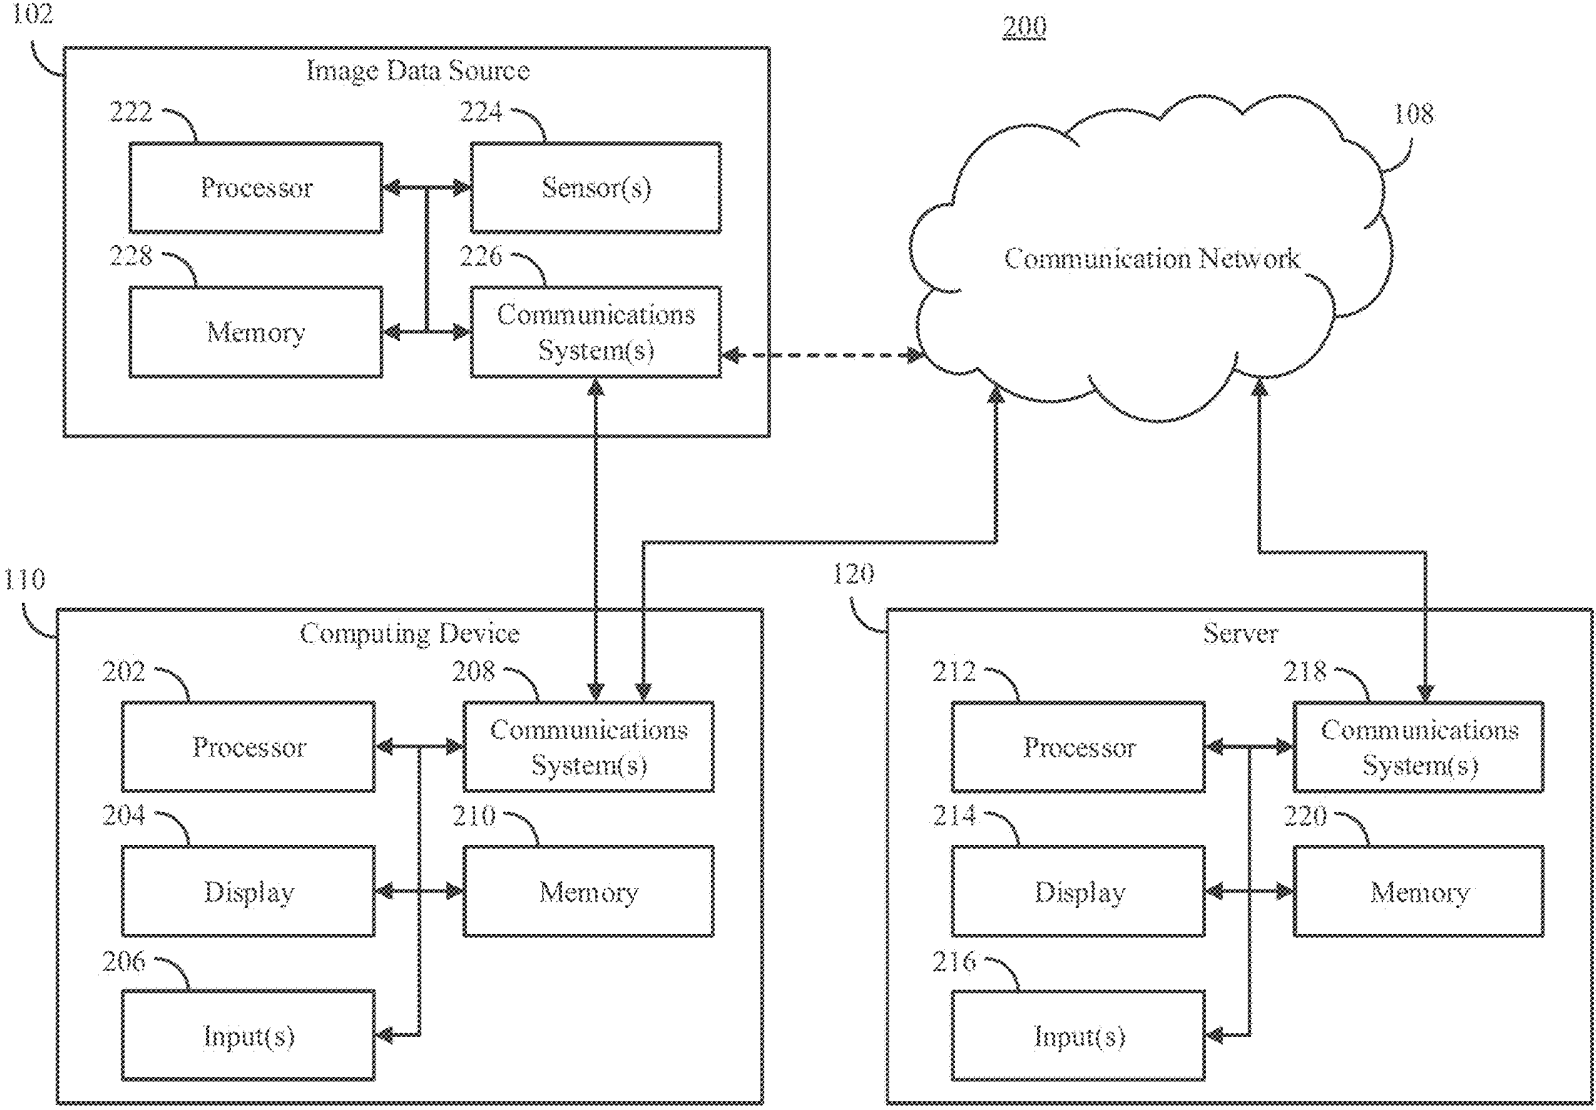 102
200
Image Data Source
222
224
108
Processor
Sensor(s)
228
226
Communication Network
Memory
Communications
System(s)
110
120
Computing Device
Server
202
208
212
218
Processor
Communications
System(s)
Processor
Communications
System(s)
204
210
214
220
Display
Memory
Display
Memory
206
216
Input(s)
Input(s)